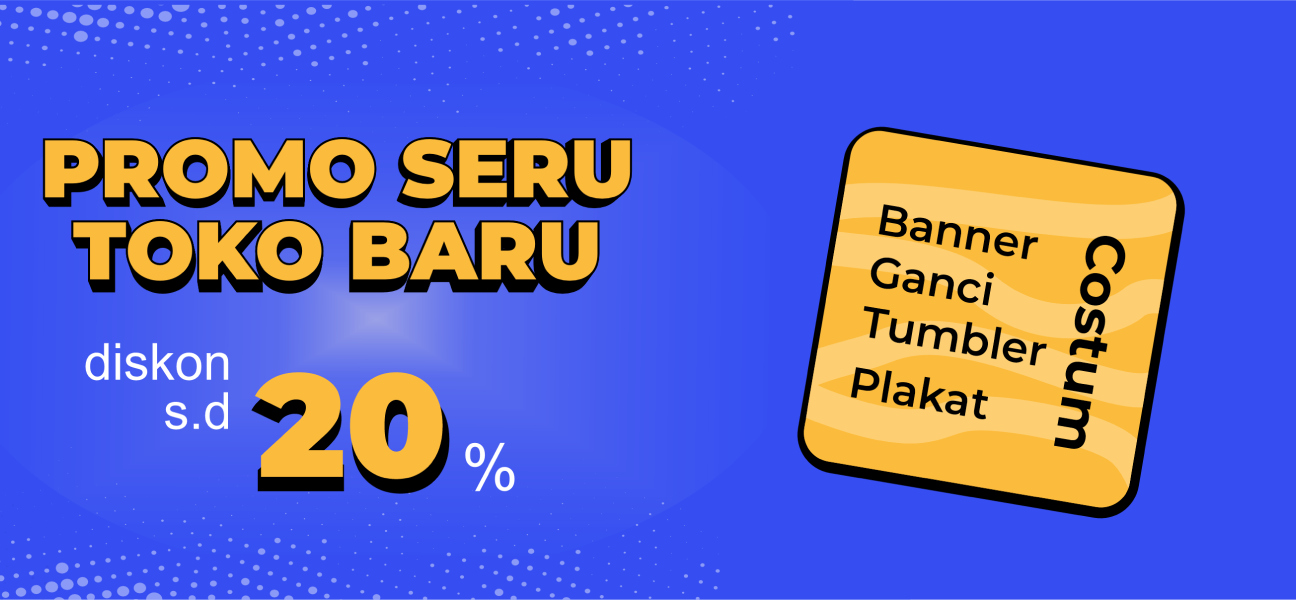 PROMO SERU
TOKO BARU
diskon
s.d
20
%
Banner
Ganci
Tumbler
Plakat
Costum